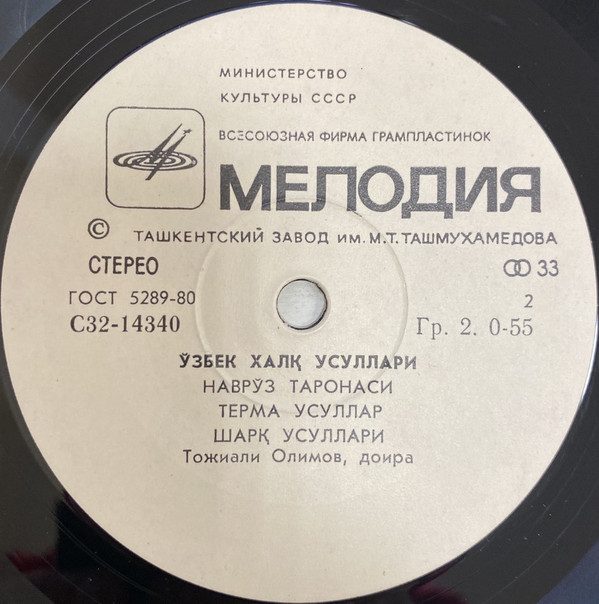 МИНИСТЕРСТВО
КУЛЬТУРЫ СССР
ВСЕСОЮЗНАЯ ФИРМА ГРАМПЛАСТИНОК
МЕЛОДИЯ
© ТАШКЕНТСКИЙ ЗАВОД ИМ. М.Т.ТАШМУХАМЕДОВА
СТЕРЕО 33
ГОСТ 5289-80 2
С32-14340 Гр. 2. 0-55
ЎЗБЕК ХАЛҚ УСУЛЛАРИ
НАВРЎЗ ТАРОНАСИ
ТЕРМА УСУЛЛАР
ШАРҚ УСУЛЛАРИ
Тожиали Олимов, доира